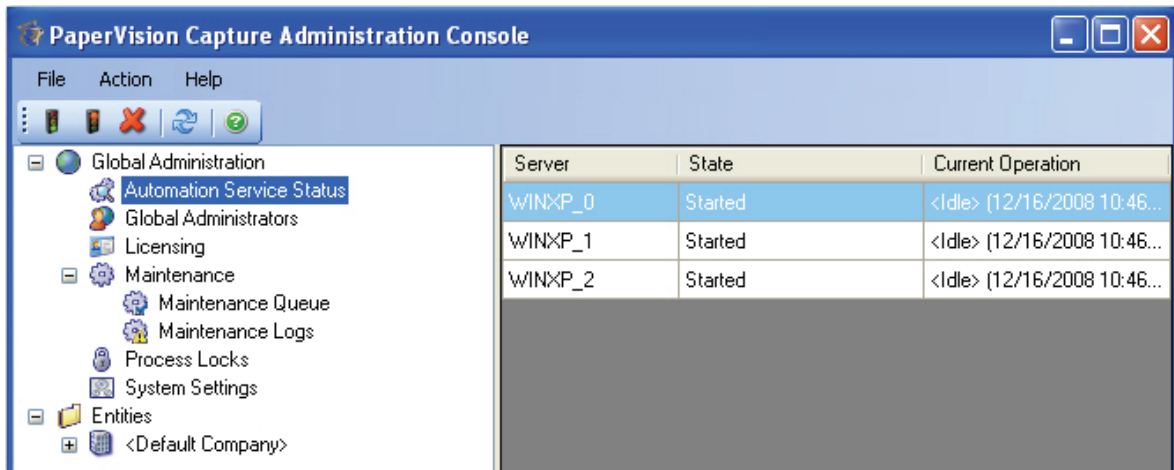 PaperVision Capture Administration Console
File Action Help
Global Administration
Automation Service Status
Global Administrators
Licensing
Maintenance
Maintenance Queue
Maintenance Logs
Process Locks
System Settings
Entities
<Default Company>
Server State Current Operation
WINXP_0 Started <Idle> (12/16/2008 10:46...
WINXP_1 Started <Idle> (12/16/2008 10:46...
WINXP_2 Started <Idle> (12/16/2008 10:46...